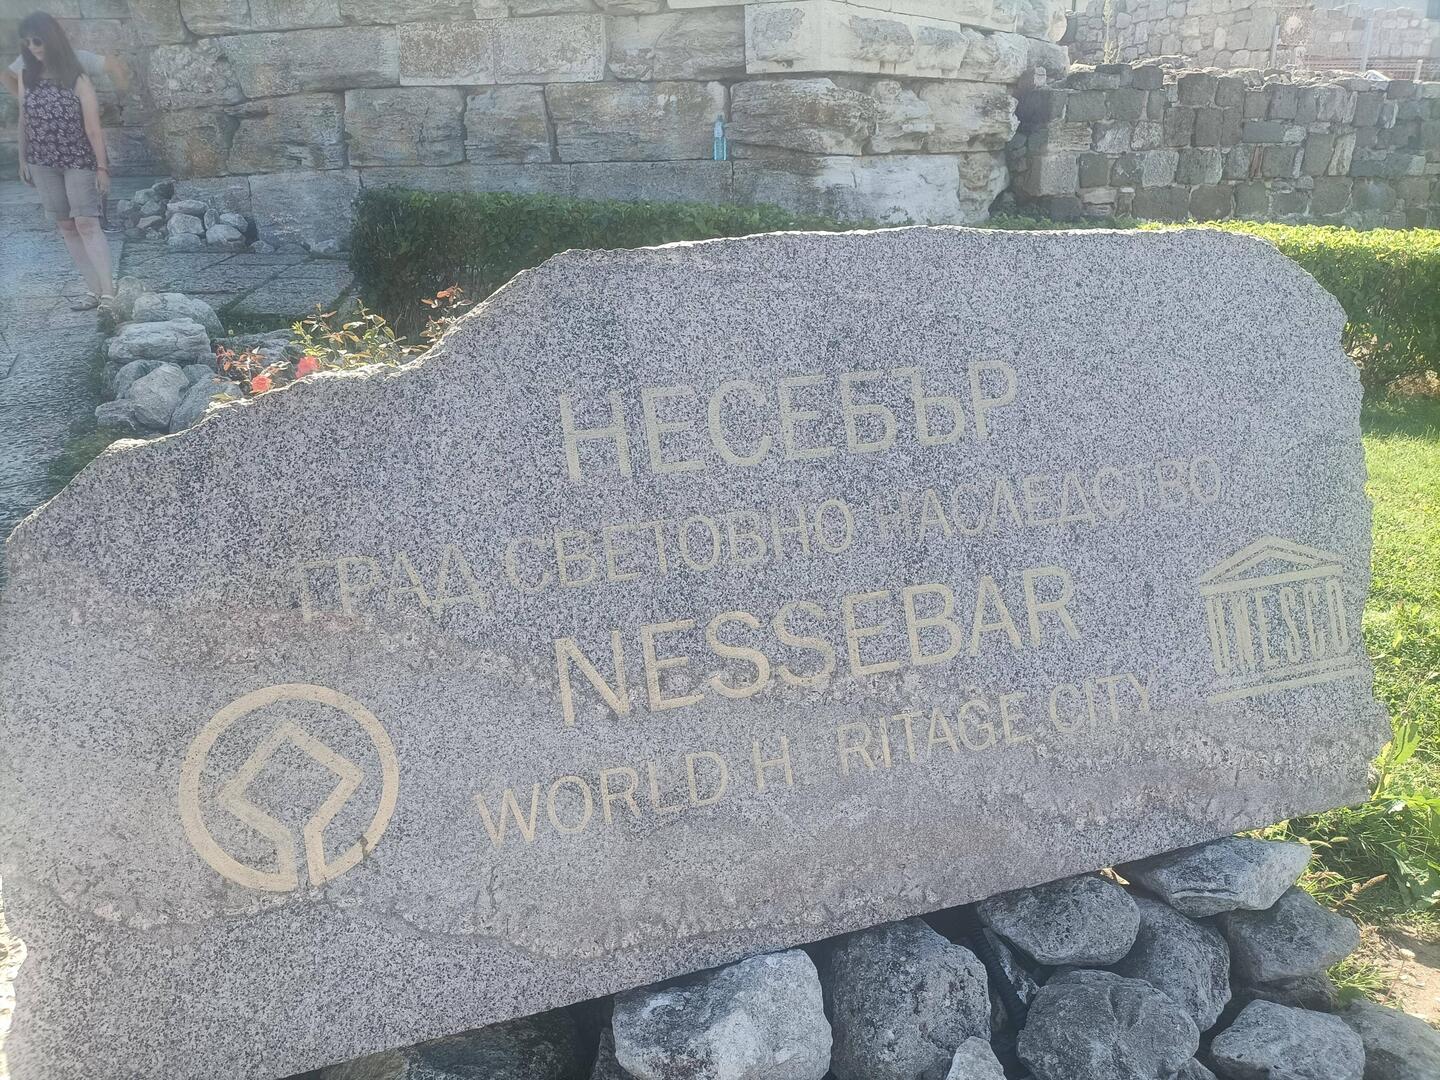 НЕСЕБЪР
ГРАД СВЕТОВНО НАСЛЕДСТВО
NESSEBAR
WORLD H RITAGE CITY
UNESCO